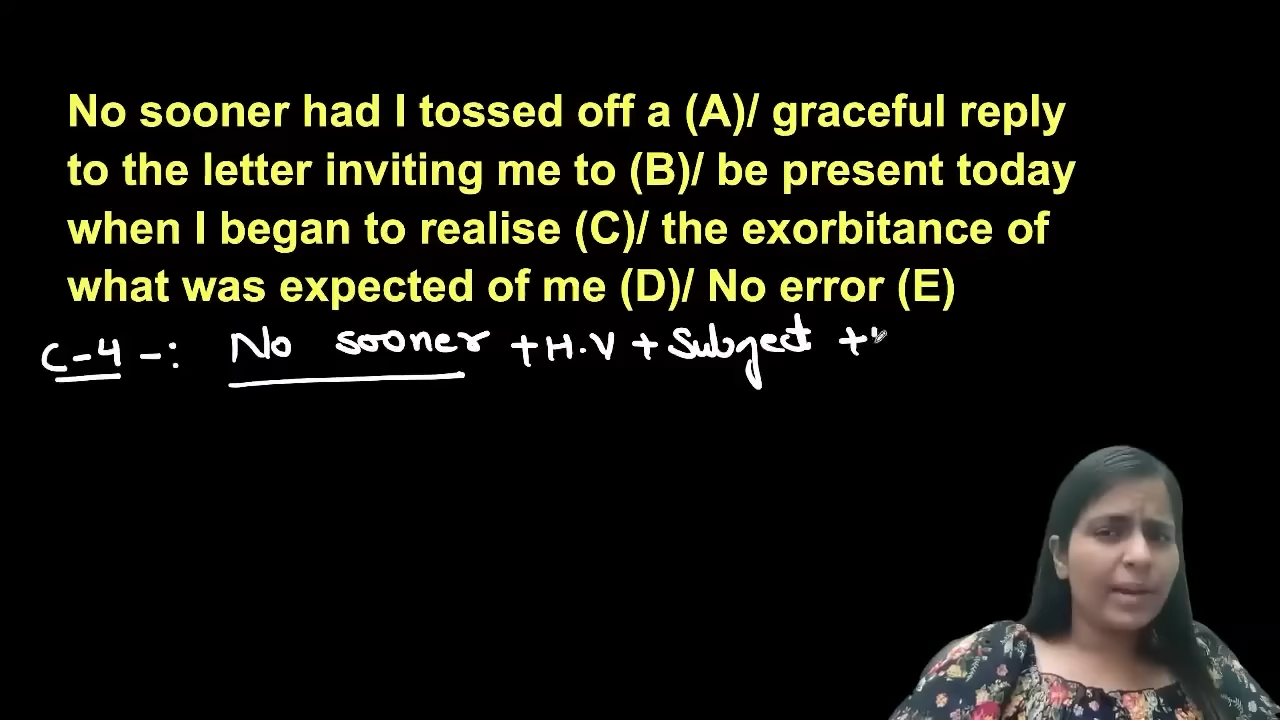 No sooner had I tossed off a (A)/ graceful reply
to the letter inviting me to (B)/ be present today
when I began to realise (C)/ the exorbitance of
what was expected of me (D)/ No error (E)
C-4 -: No sooner + H.V + Subject +